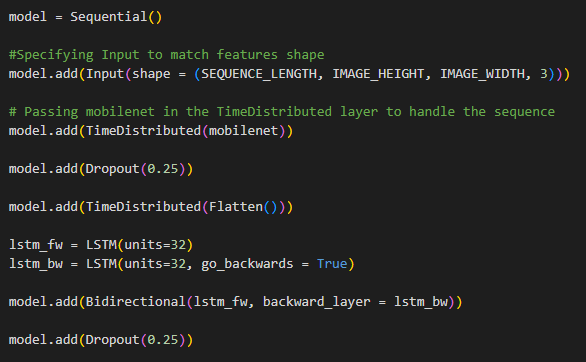 model = Sequential()
#Specifying Input to match features shape
model.add(Input(shape = (SEQUENCE_LENGTH, IMAGE_HEIGHT, IMAGE_WIDTH, 3)))
# Passing mobilenet in the TimeDistributed layer to handle the sequence
model.add(TimeDistributed(mobilenet))
model.add(Dropout(0.25))
model.add(TimeDistributed(Flatten()))
lstm_fw = LSTM(units=32)
lstm_bw = LSTM(units=32, go_backwards = True)
model.add(Bidirectional(lstm_fw, backward_layer = lstm_bw))
model.add(Dropout(0.25))